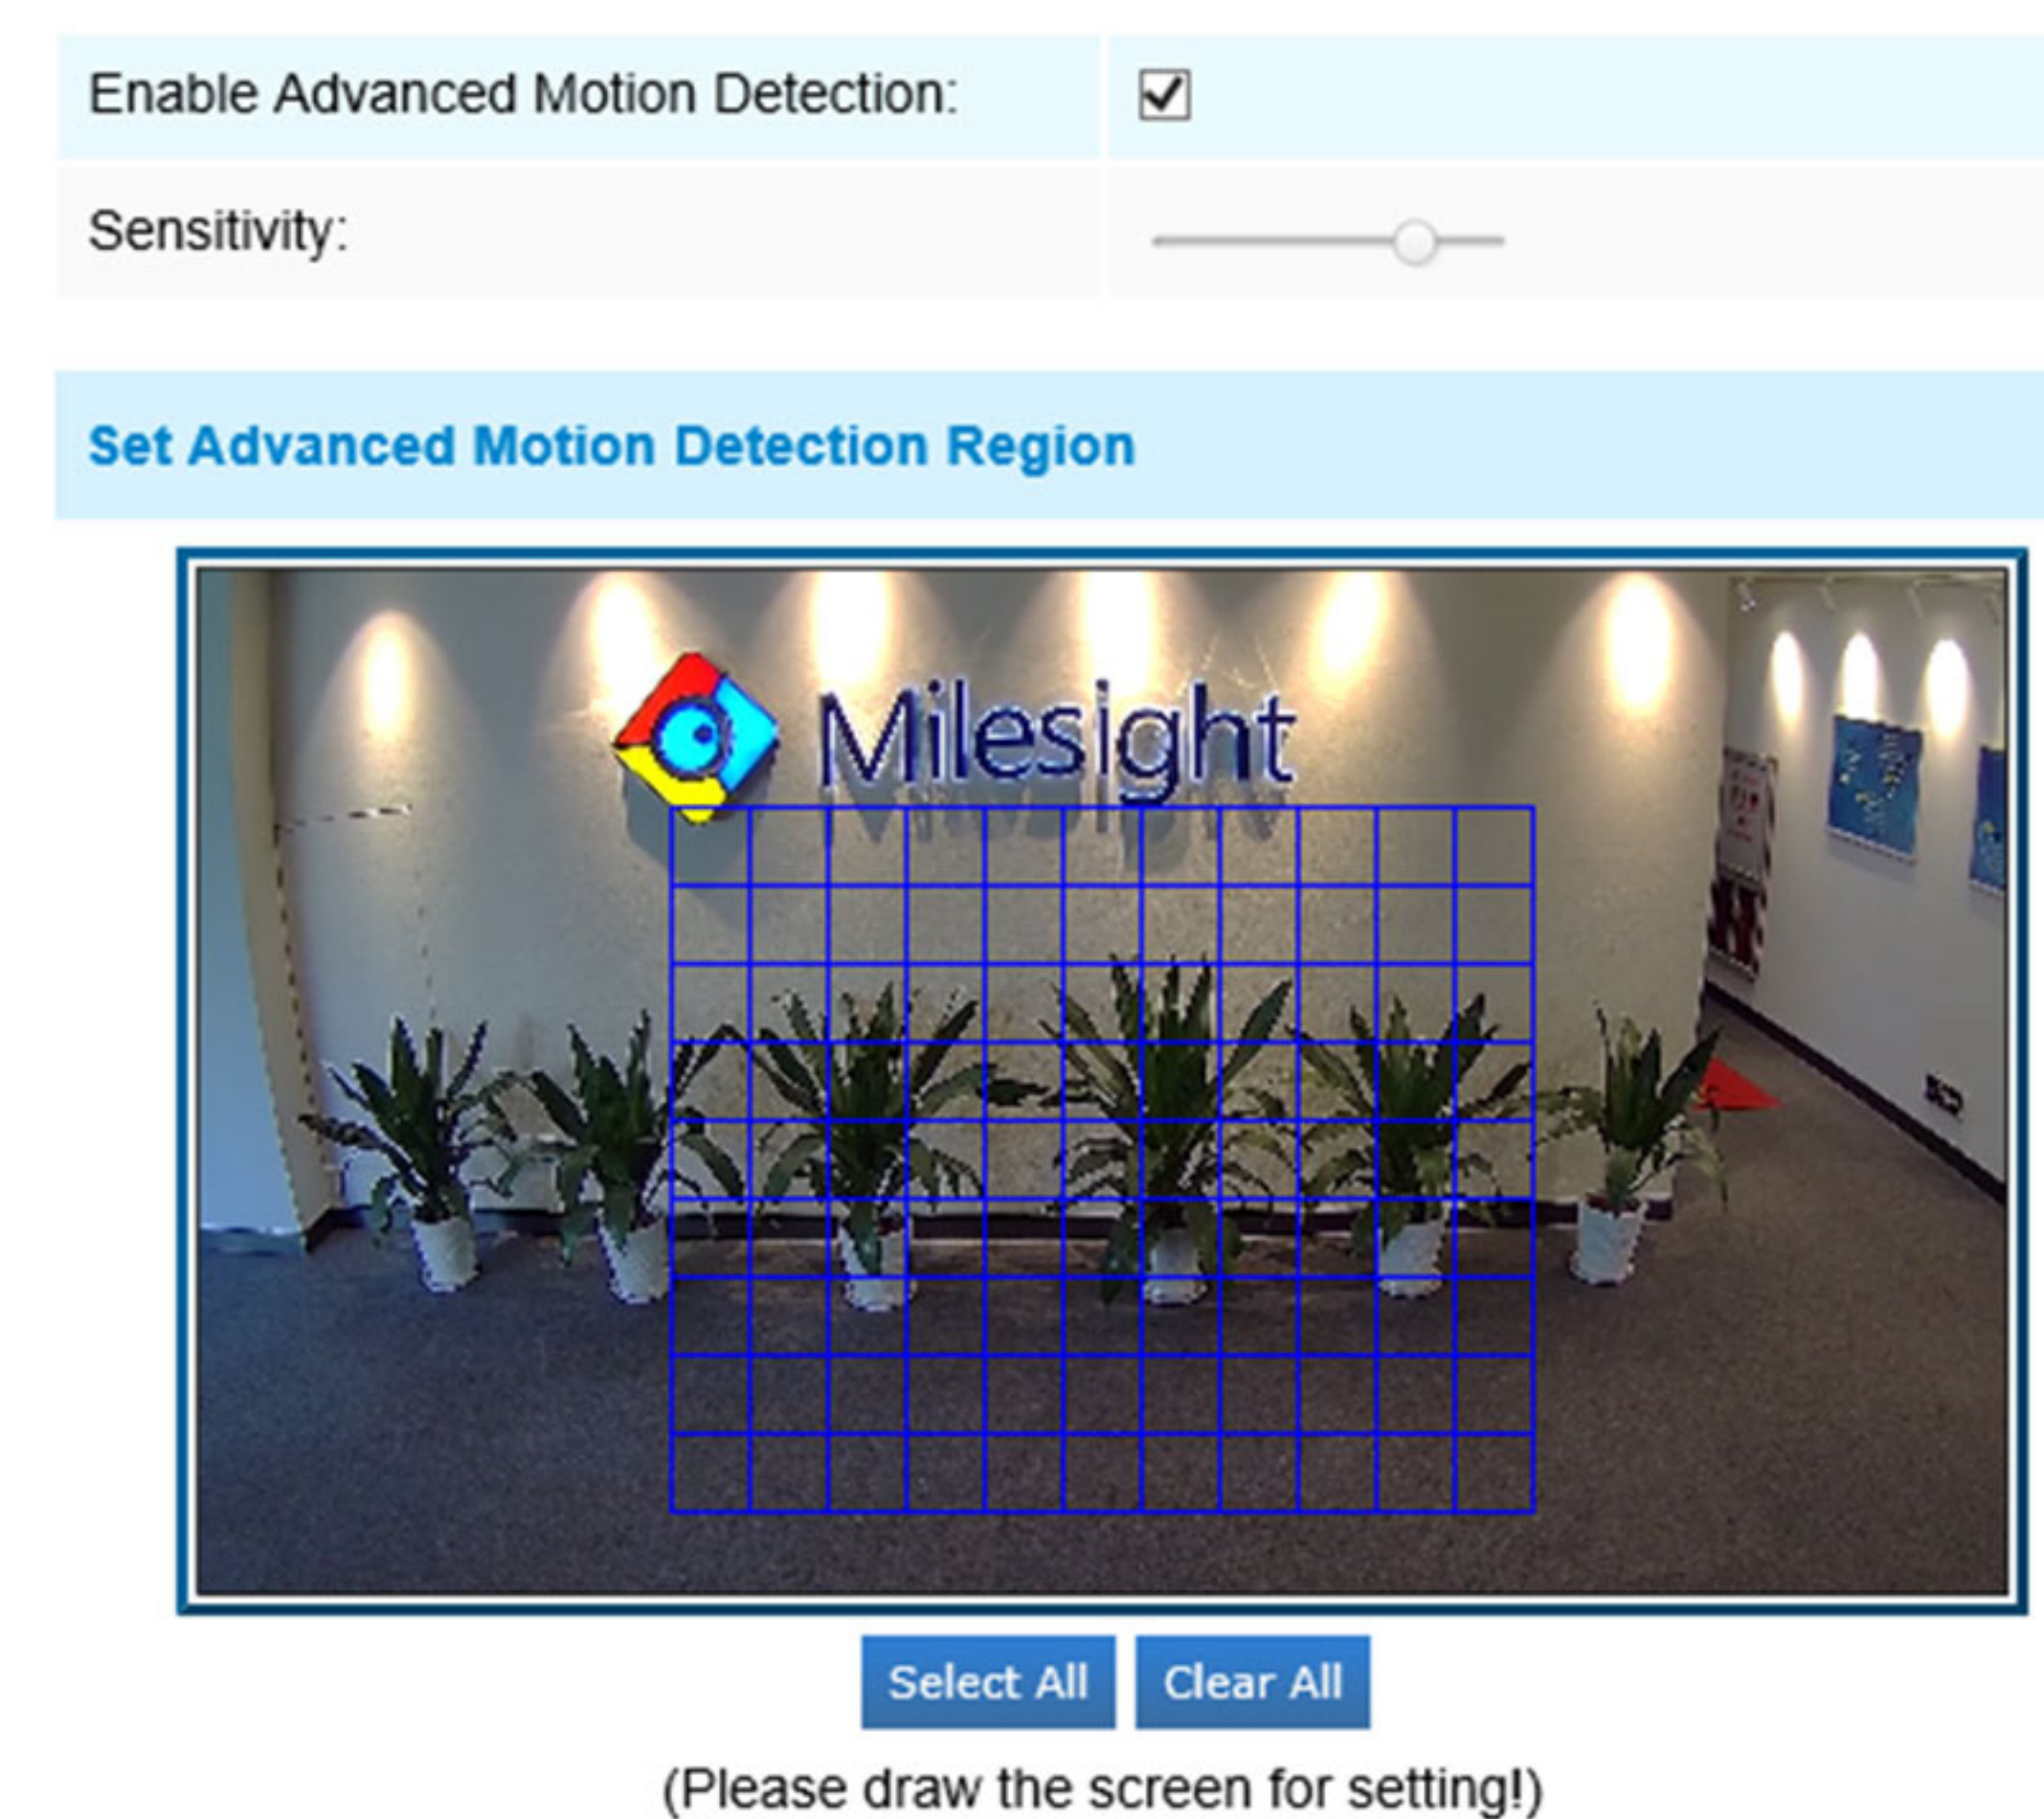 Enable Advanced Motion Detection:
Sensitivity:
Set Advanced Motion Detection Region
Milesight
Select All
Clear All
(Please draw the screen for setting!)